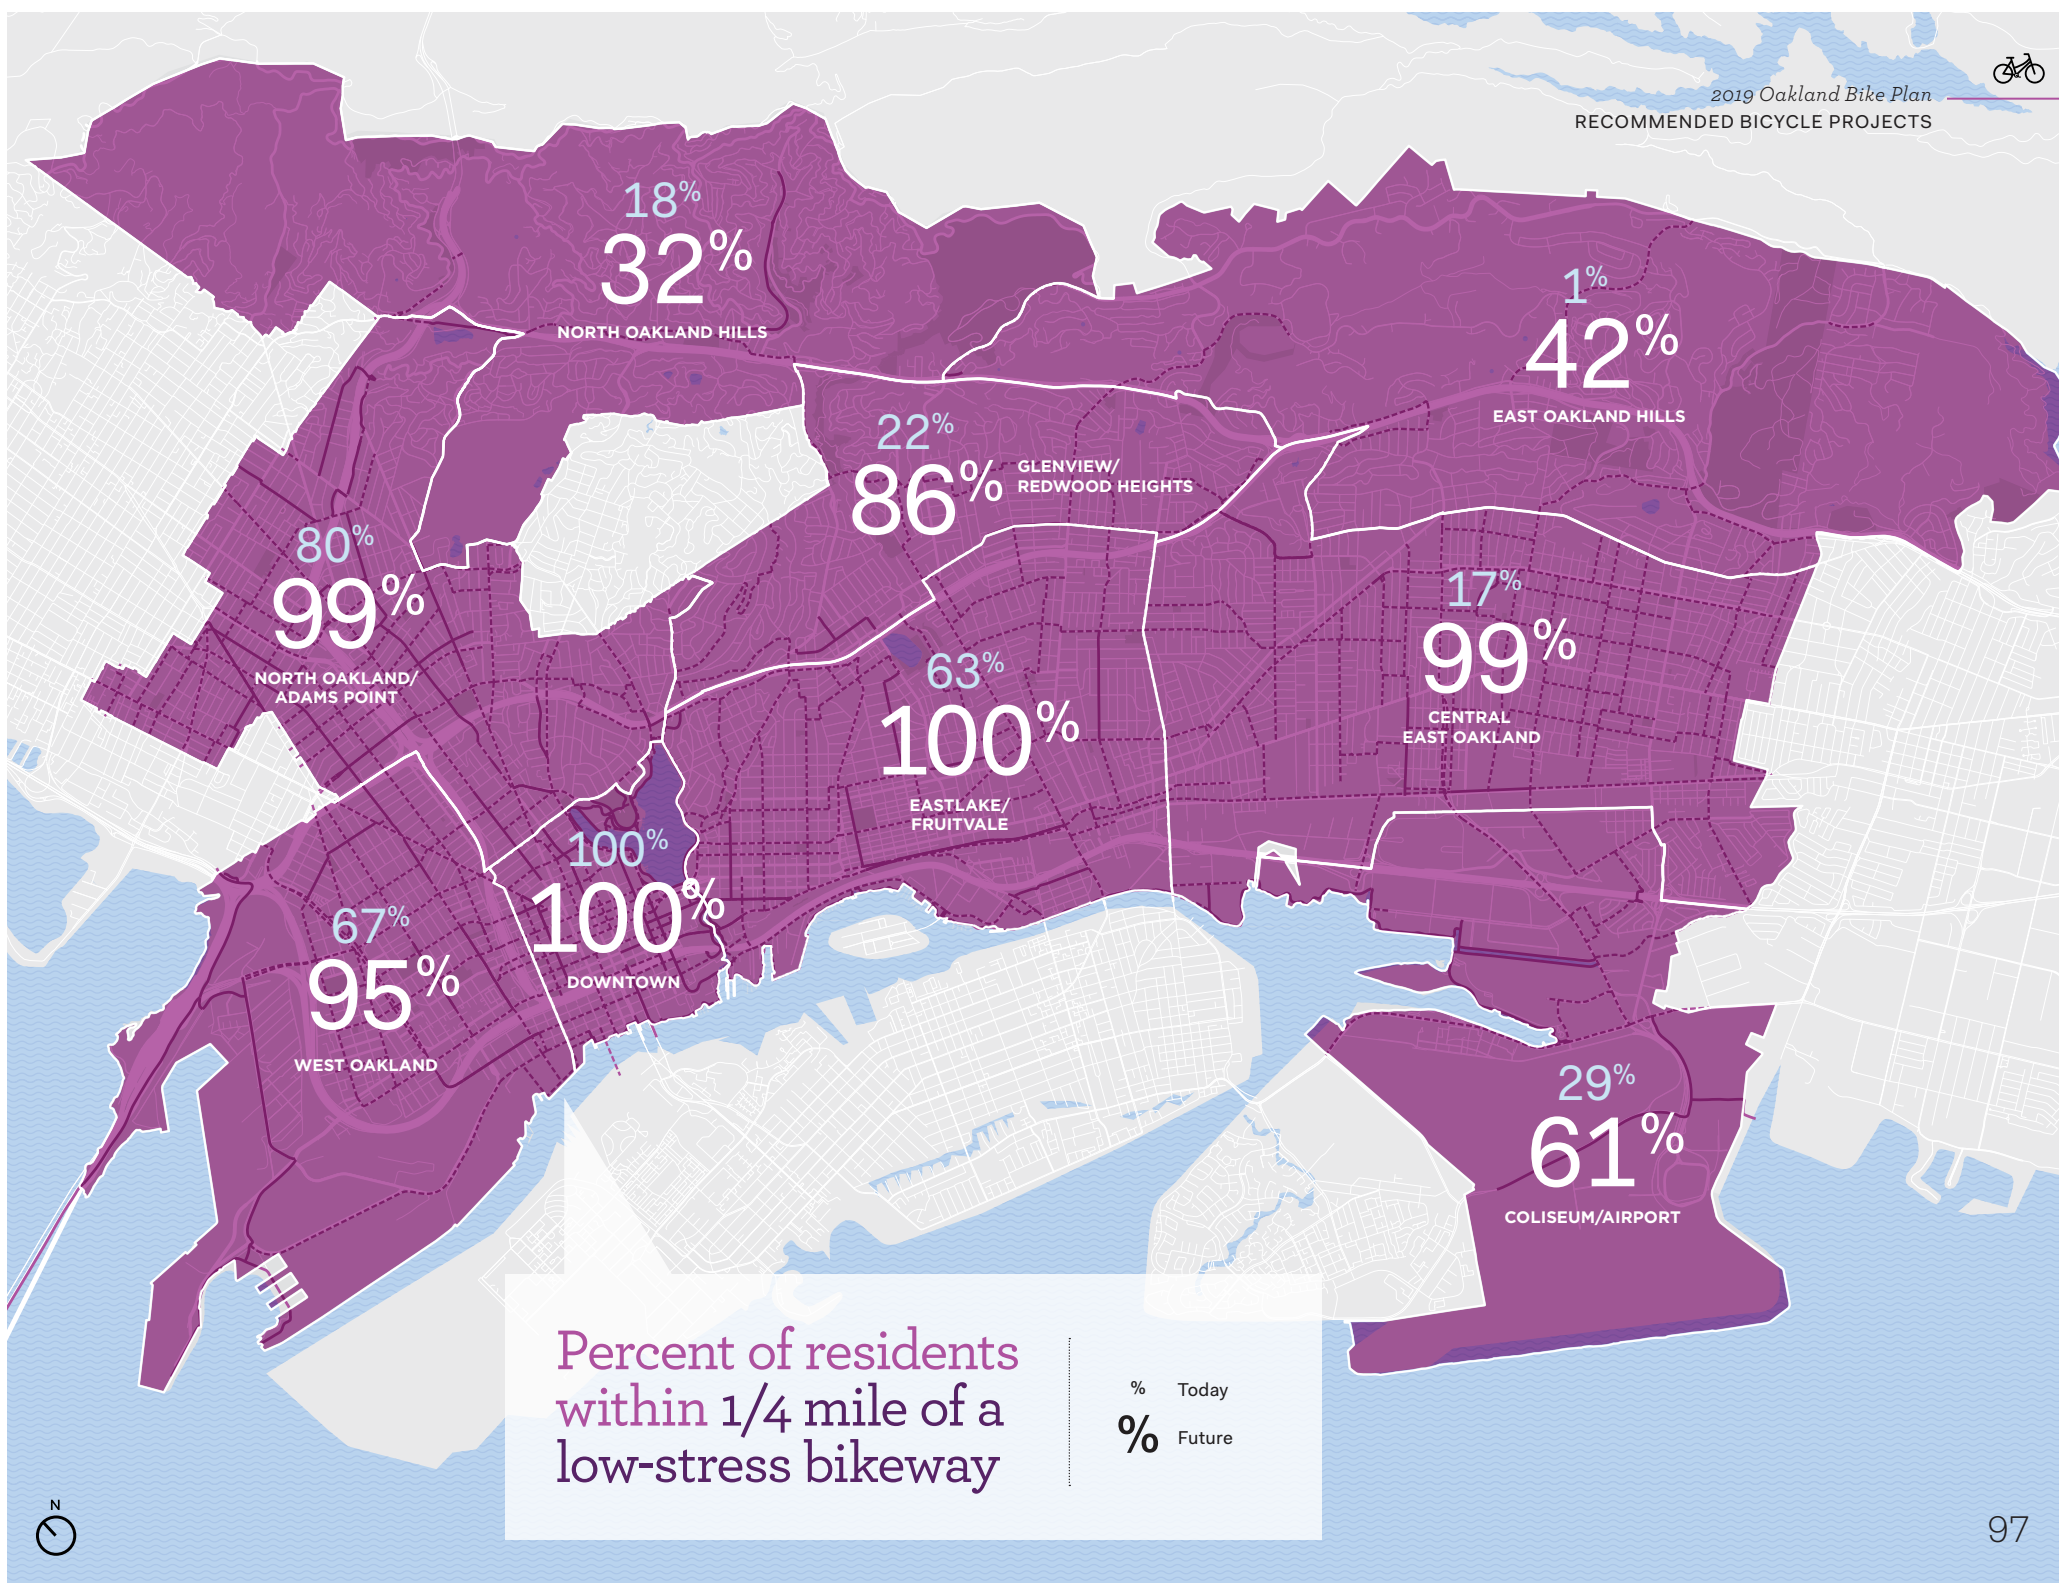 2019 Oakland Bike Plan
RECOMMENDED BICYCLE PROJECTS
18%
32%
NORTH OAKLAND HILLS
1%
42%
EAST OAKLAND HILLS
22%
86%
GLENVIEW/
REDWOOD HEIGHTS
80%
99%
NORTH OAKLAND/
ADAMS POINT
17%
99%
CENTRAL
EAST OAKLAND
63%
100%
EASTLAKE/
FRUITVALE
100%
100%
DOWNTOWN
67%
95%
WEST OAKLAND
29%
61%
COLISEUM/AIRPORT
Percent of residents
within 1/4 mile of a
low-stress bikeway
% Today
% Future
N
97